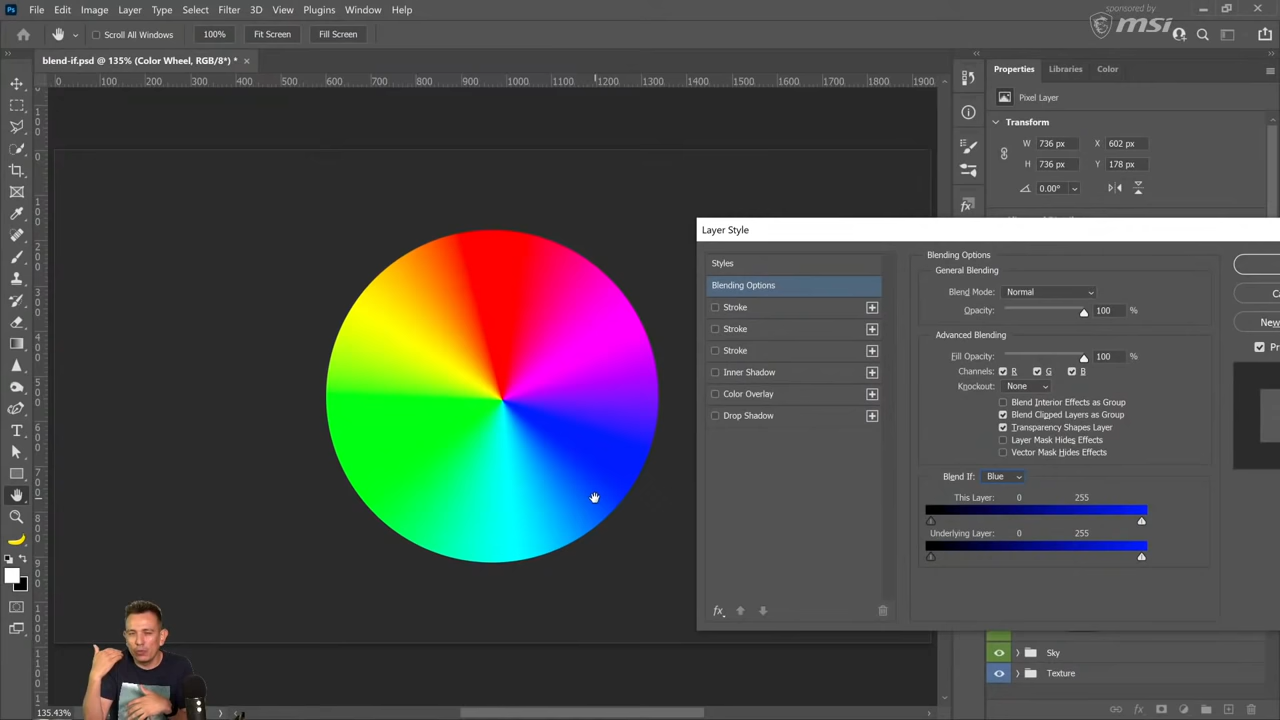 Ps File Edit Image Layer Type Select Filter 3D View Plugins Window Help
sponsored by
msi
Scroll All Windows 100% Fit Screen Fill Screen
blend-if.psd @ 135% (Color Wheel, RGB/8*) * ×
0 100 200 300 400 500 600 700 800 900 1000 1100 1200 1300 1400 1500 1600 1700 1800 1900
Properties Libraries Color
Pixel Layer
Transform
W 736 px X 602 px
H 736 px Y 178 px
0.00°
Layer Style
Styles
Blending Options
Stroke
Stroke
Stroke
Inner Shadow
Color Overlay
Drop Shadow
fx
Blending Options
General Blending
Blend Mode: Normal
Opacity: 100 %
Advanced Blending
Fill Opacity: 100 %
Channels: R G B
Knockout: None
Blend Interior Effects as Group
Blend Clipped Layers as Group
Transparency Shapes Layer
Layer Mask Hides Effects
Vector Mask Hides Effects
Blend If: Blue
This Layer: 0 255
Underlying Layer: 0 255
New
Sky
Texture
135.43%